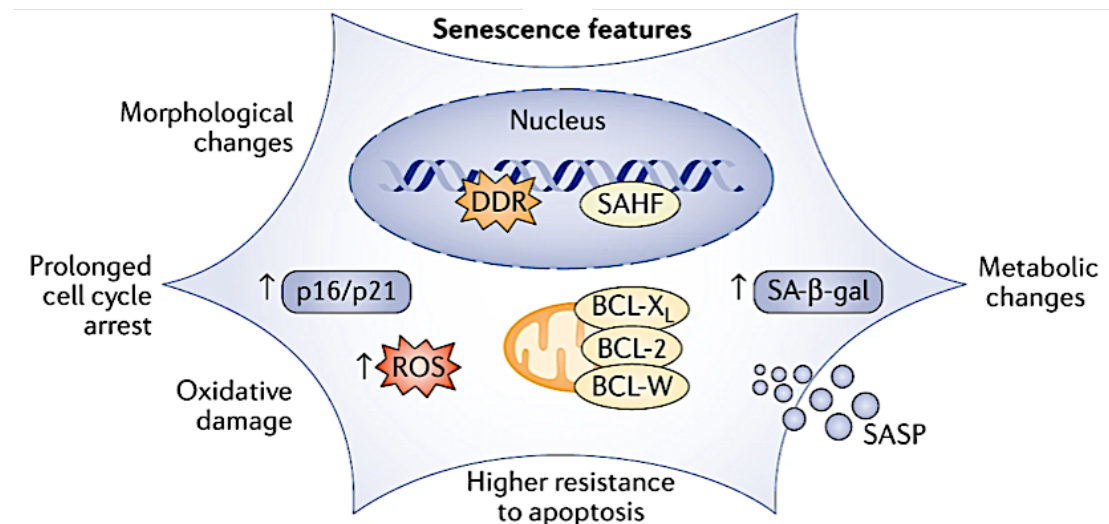 Senescence features
Morphological
changes
Nucleus
DDR
SAHF
Prolonged
cell cycle
arrest
↑ p16/p21
↑ SA-β-gal
Metabolic
changes
BCL-XL
↑ ROS
BCL-2
BCL-W
Oxidative
damage
SASP
Higher resistance
to apoptosis